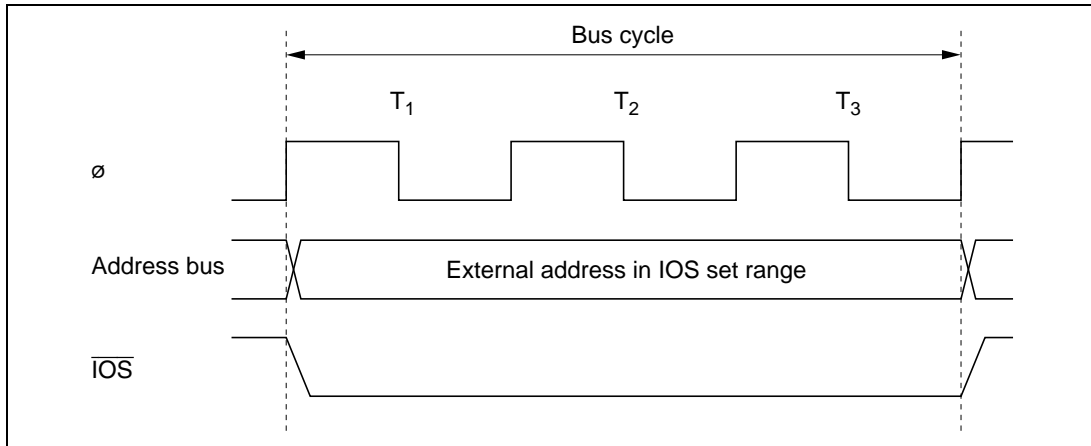 Bus cycle
T1 T2 T3
ø
Address bus
External address in IOS set range
IOS